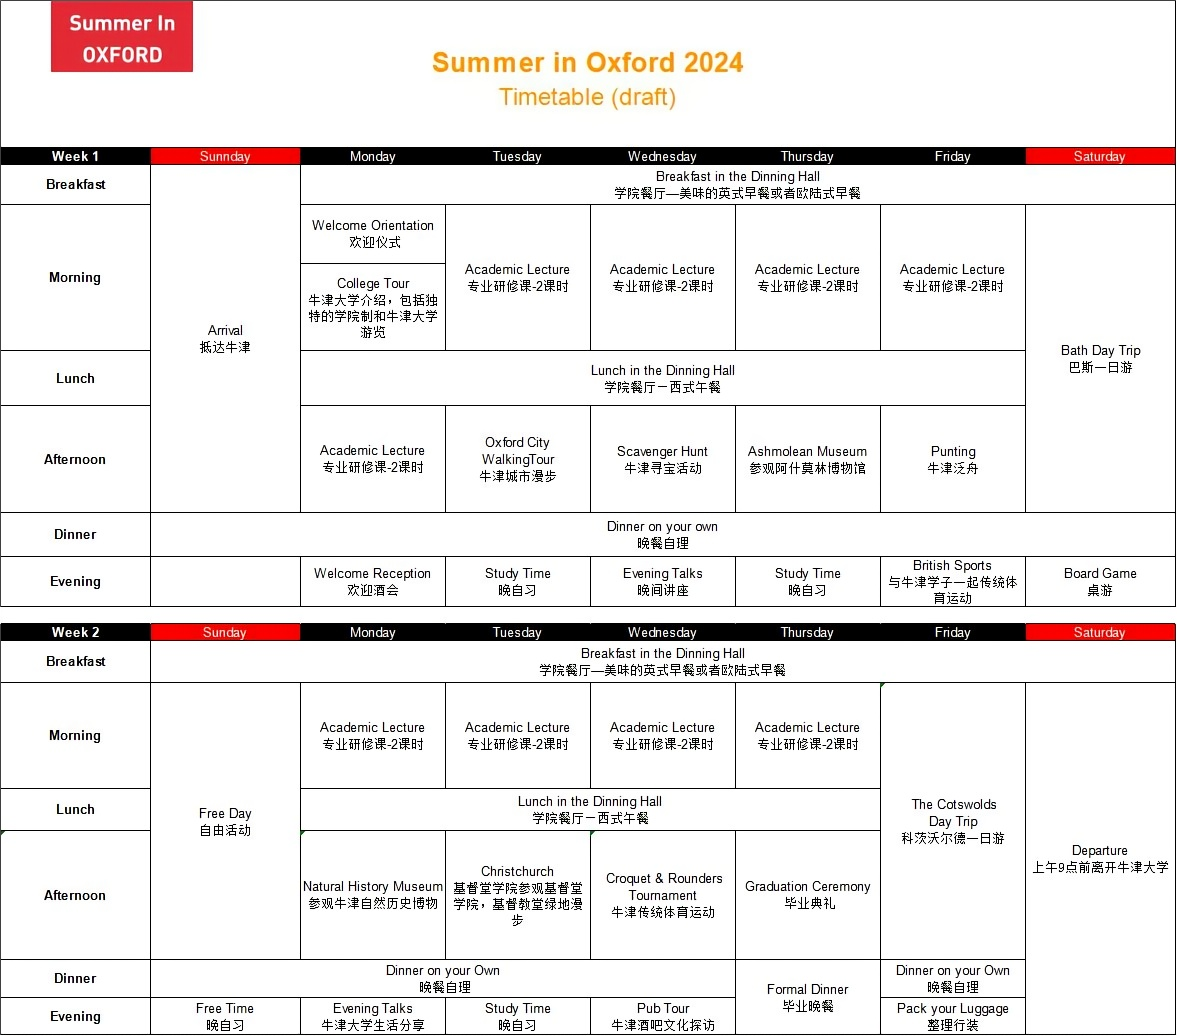 Summer In
OXFORD
Summer in Oxford 2024
Timetable (draft)
Week 1 Sunnday Monday Tuesday Wednesday Thursday Friday Saturday
Breakfast
Breakfast in the Dinning Hall
学院餐厅—美味的英式早餐或者欧陆式早餐
Morning
Arrival
抵达牛津
Welcome Orientation
欢迎仪式
College Tour
牛津大学介绍，包括独
特的学院制和牛津大学
游览
Academic Lecture
专业研修课-2课时
Academic Lecture
专业研修课-2课时
Academic Lecture
专业研修课-2课时
Academic Lecture
专业研修课-2课时
Bath Day Trip
巴斯一日游
Lunch
Lunch in the Dinning Hall
学院餐厅－西式午餐
Afternoon
Academic Lecture
专业研修课-2课时
Oxford City
WalkingTour
牛津城市漫步
Scavenger Hunt
牛津寻宝活动
Ashmolean Museum
参观阿什莫林博物馆
Punting
牛津泛舟
Dinner
Dinner on your own
晚餐自理
Evening
Welcome Reception
欢迎酒会
Study Time
晚自习
Evening Talks
晚间讲座
Study Time
晚自习
British Sports
与牛津学子一起传统体
育运动
Board Game
桌游
Week 2 Sunday Monday Tuesday Wednesday Thursday Friday Saturday
Breakfast
Breakfast in the Dinning Hall
学院餐厅—美味的英式早餐或者欧陆式早餐
Morning
Free Day
自由活动
Academic Lecture
专业研修课-2课时
Academic Lecture
专业研修课-2课时
Academic Lecture
专业研修课-2课时
Academic Lecture
专业研修课-2课时
The Cotswolds
Day Trip
科茨沃尔德一日游
Departure
上午9点前离开牛津大学
Lunch
Lunch in the Dinning Hall
学院餐厅－西式午餐
Afternoon
Natural History Museum
参观牛津自然历史博物
Christchurch
基督堂学院参观基督堂
学院，基督教堂绿地漫
步
Croquet & Rounders
Tournament
牛津传统体育运动
Graduation Ceremony
毕业典礼
Dinner
Dinner on your Own
晚餐自理
Formal Dinner
毕业晚餐
Dinner on your Own
晚餐自理
Evening
Free Time
晚自习
Evening Talks
牛津大学生活分享
Study Time
晚自习
Pub Tour
牛津酒吧文化探访
Pack your Luggage
整理行装